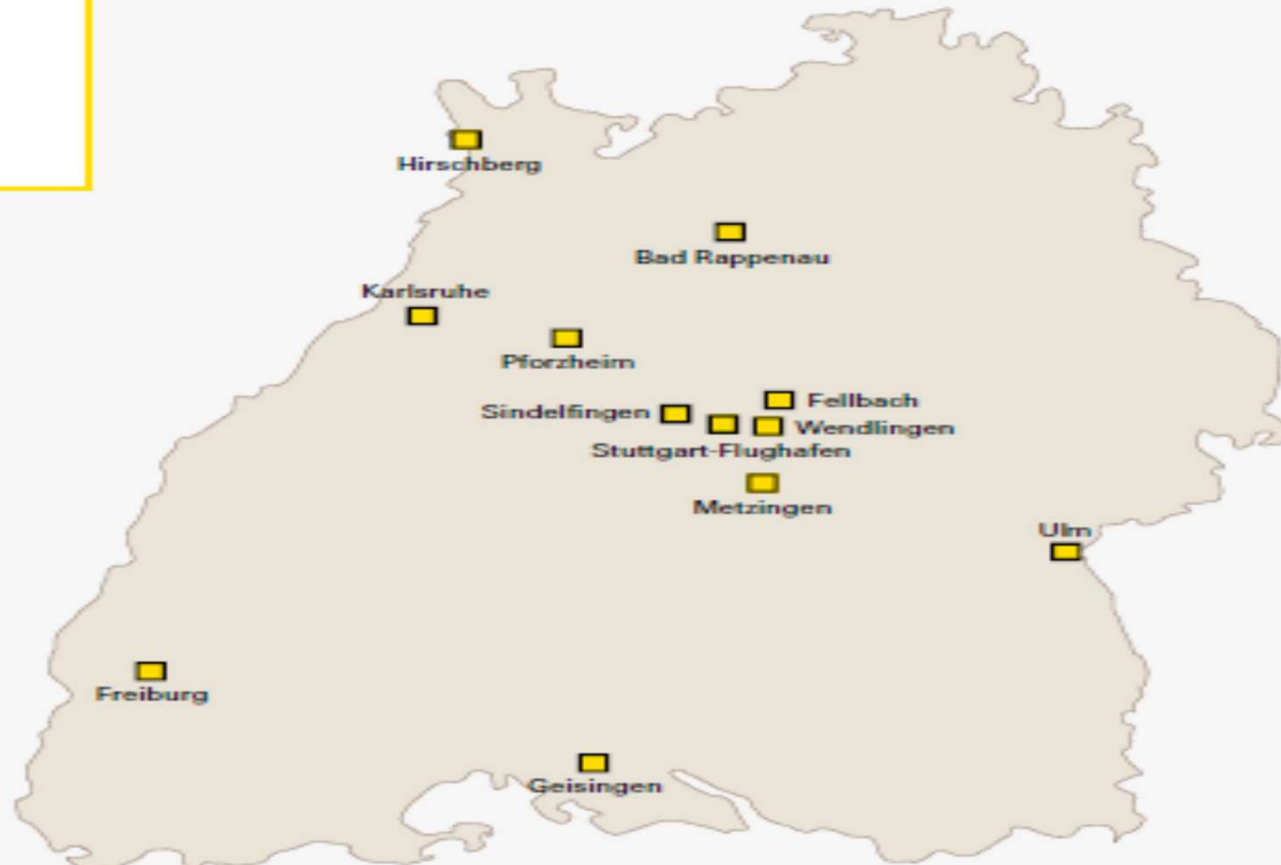 Hirschberg
Bad Rappenau
Karlsruhe
Pforzheim
Fellbach
Sindelfingen
Wendlingen
Stuttgart-Flughafen
Metzingen
Ulm
Freiburg
Geisingen